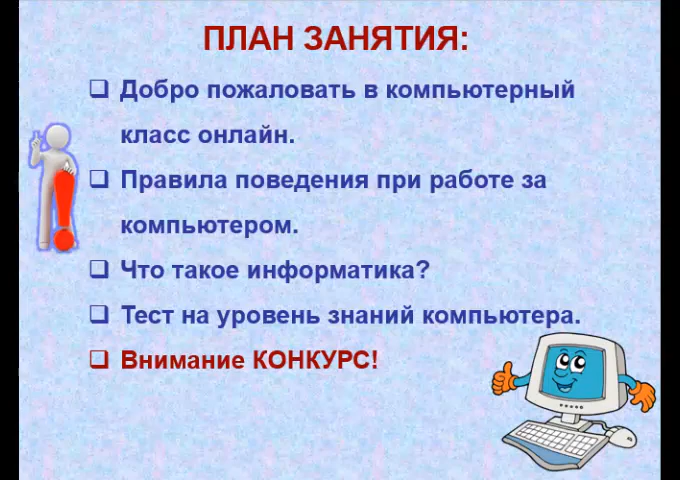 ПЛАН ЗАНЯТИЯ:
Добро пожаловать в компьютерный
класс онлайн.
Правила поведения при работе за
компьютером.
Что такое информатика?
Тест на уровень знаний компьютера.
Внимание КОНКУРС!